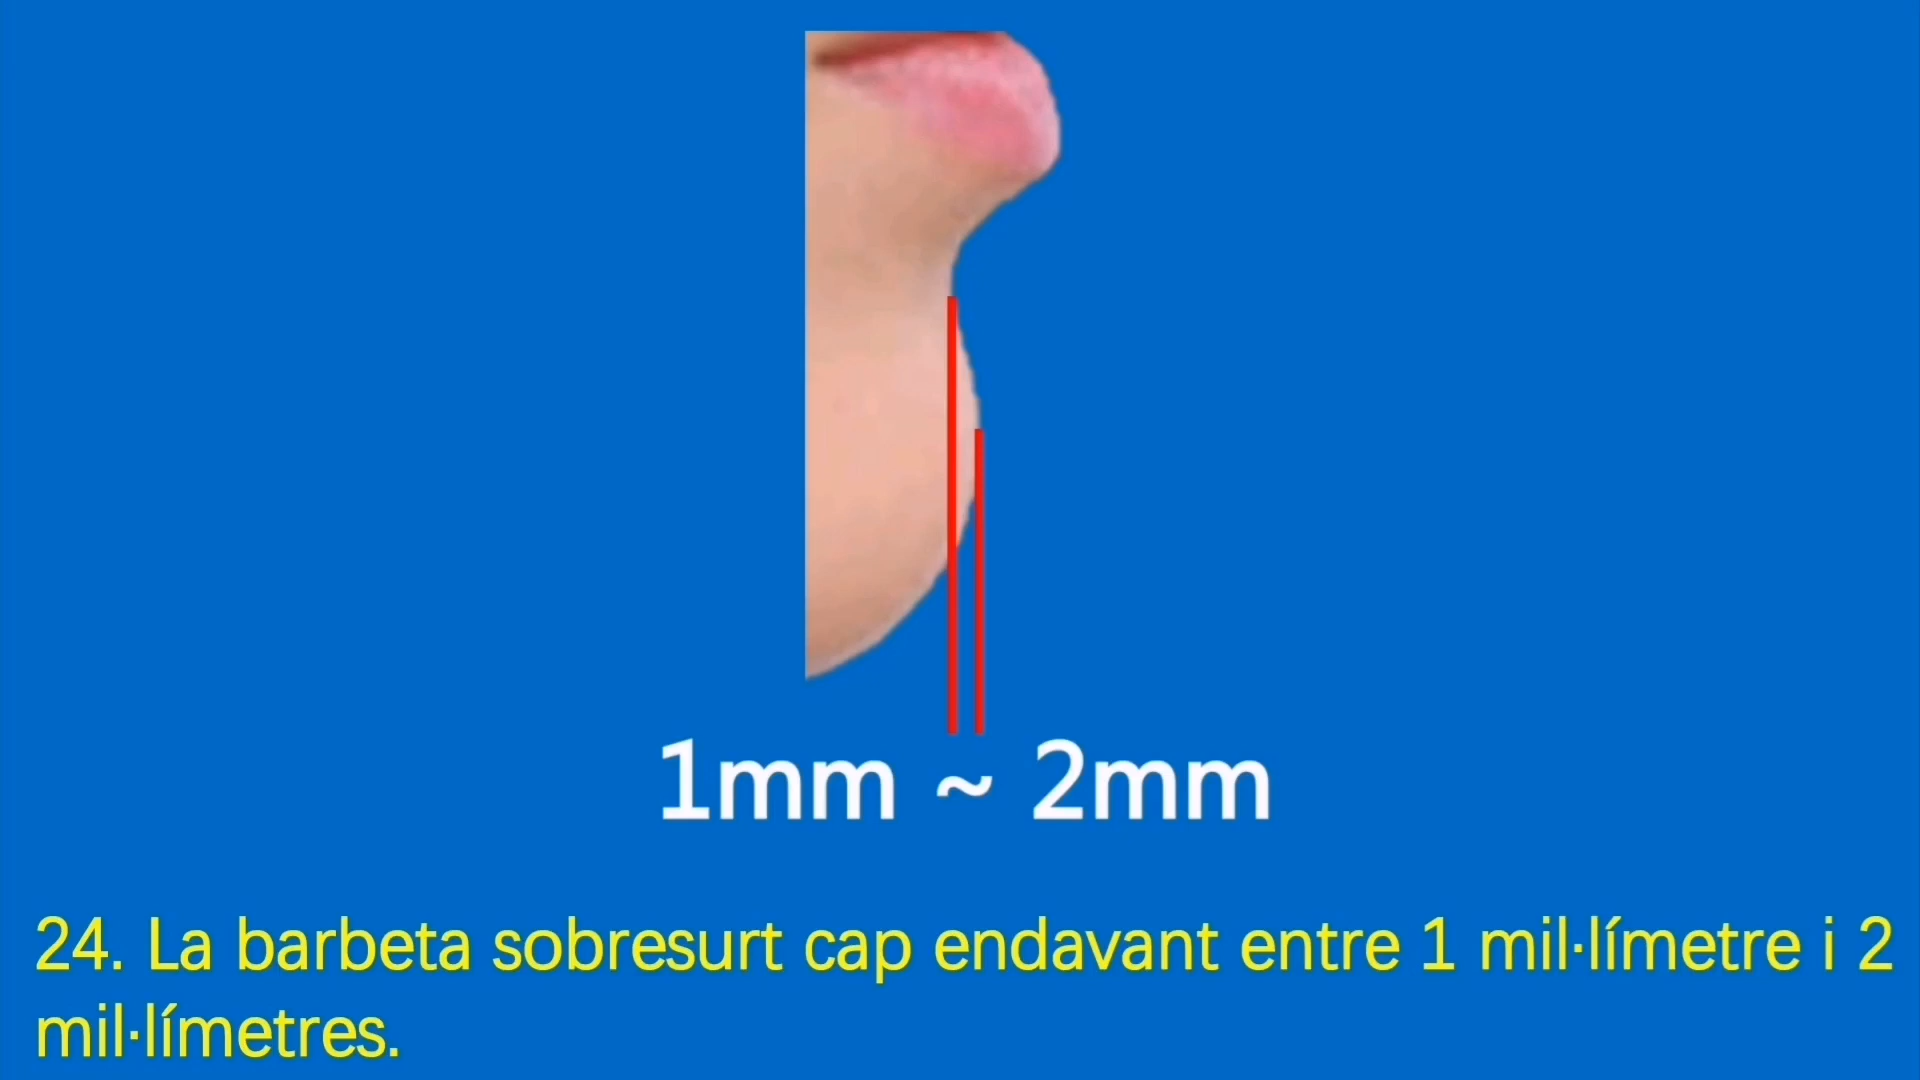 1mm ~ 2mm
24. La barbeta sobresurt cap endavant entre 1 mil·límetre i 2
mil·límetres.